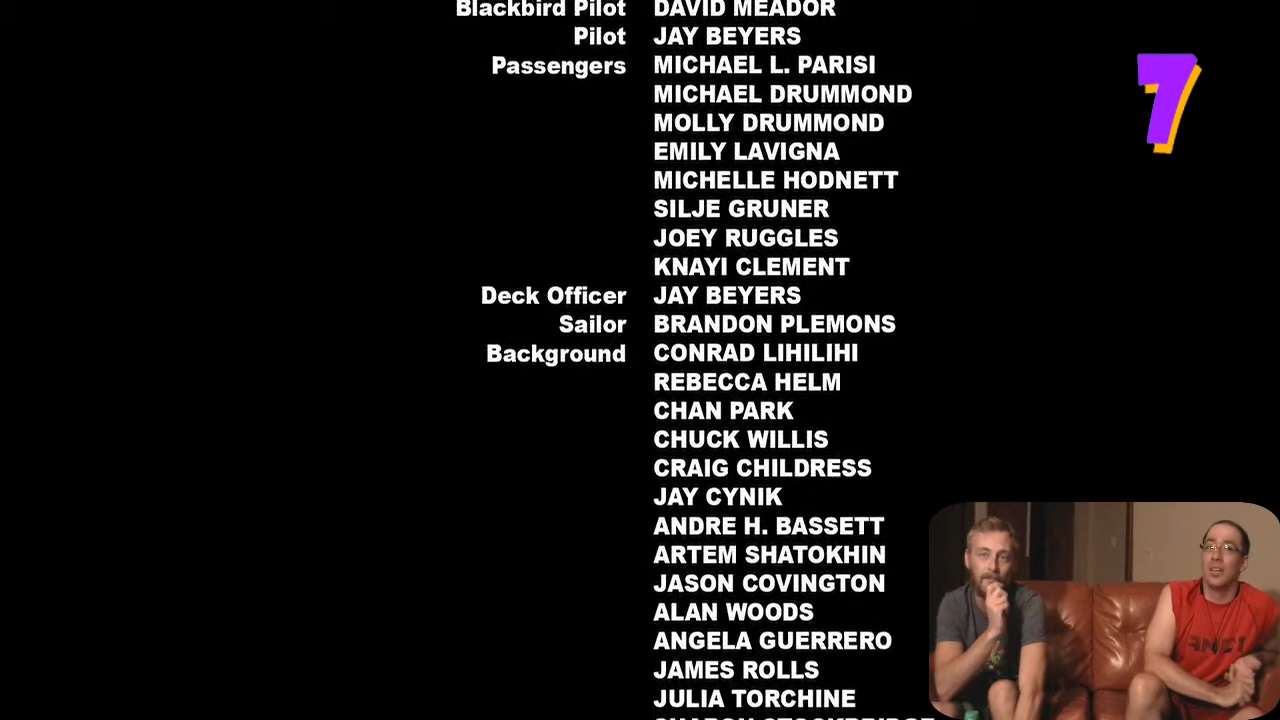 Blackbird Pilot DAVID MEADOR
Pilot JAY BEYERS
Passengers MICHAEL L. PARISI
MICHAEL DRUMMOND
MOLLY DRUMMOND
EMILY LAVIGNA
MICHELLE HODNETT
SILJE GRUNER
JOEY RUGGLES
KNAYI CLEMENT
Deck Officer JAY BEYERS
Sailor BRANDON PLEMONS
Background CONRAD LIHILIHI
REBECCA HELM
CHAN PARK
CHUCK WILLIS
CRAIG CHILDRESS
JAY CYNIK
ANDRE H. BASSETT
ARTEM SHATOKHIN
JASON COVINGTON
ALAN WOODS
ANGELA GUERRERO
JAMES ROLLS
JULIA TORCHINE
7